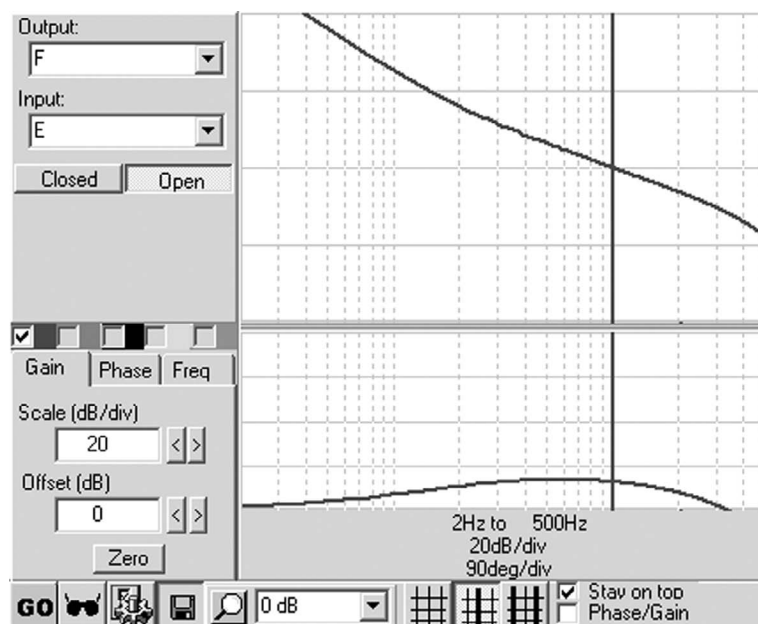 Output:
F
Input:
E
Closed Open
Gain Phase Freq
Scale (dB/div)
20 < >
Offset (dB)
0 < >
Zero
2Hz to 500Hz
20dB/div
90deg/div
GO 0 dB Stay on top
Phase/Gain